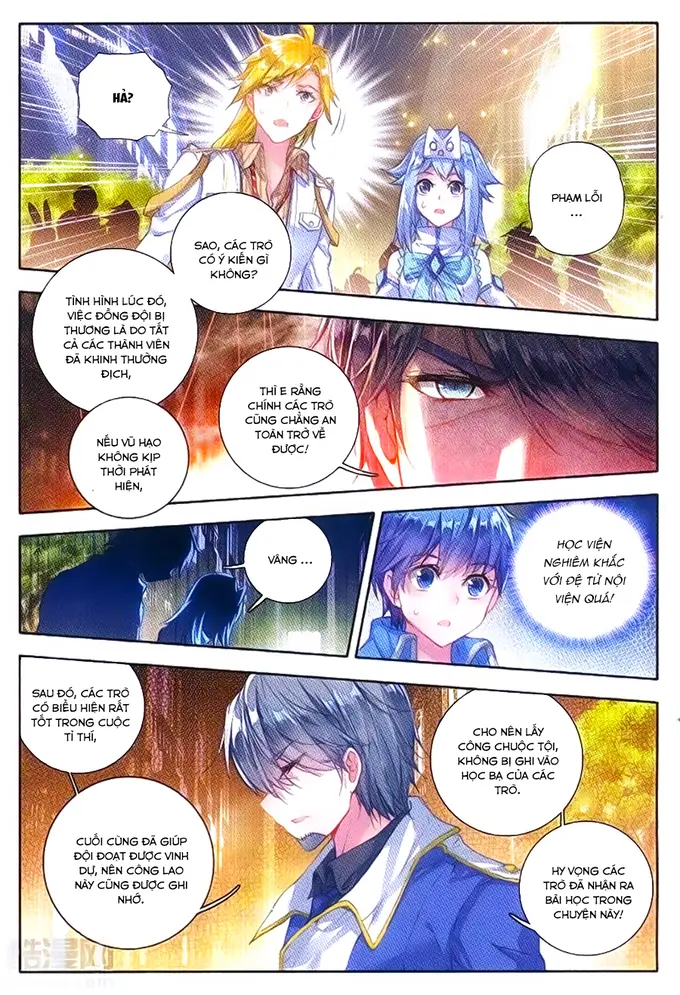 HẢ?
PHẠM LỖI
...
SAO, CÁC TRÒ
CÓ Ý KIẾN GÌ
KHÔNG?
TÌNH HÌNH LÚC ĐÓ,
VIỆC ĐỒNG ĐỘI BỊ
THƯƠNG LÀ DO TẤT
CẢ CÁC THÀNH VIÊN
ĐÃ KHINH THƯỜNG
ĐỊCH,
NẾU VŨ HẠO
KHÔNG KỊP
THỜI PHÁT
HIỆN,
THÌ E RẰNG
CHÍNH CÁC TRÒ
CŨNG CHẲNG AN
TOÀN TRỞ VỀ
ĐƯỢC!
VÂNG ...
HỌC VIỆN
NGHIÊM KHẮC
VỚI ĐỆ TỬ NỘI
VIỆN QUÁ!
SAU ĐÓ, CÁC TRÒ
CÓ BIỂU HIỆN RẤT
TỐT TRONG CUỘC
TỈ THÍ,
CUỐI CÙNG ĐÃ GIÚP
ĐỘI ĐOẠT ĐƯỢC VINH
DỰ, NÊN CÔNG LAO
NÀY CŨNG ĐƯỢC GHI
NHỚ.
CHO NÊN LẤY
CÔNG CHUỘC TỘI,
KHÔNG BỊ GHI VÀO
HỌC BẠ CỦA CÁC
TRÒ.
HY VỌNG CÁC
TRÒ ĐÃ NHẬN RA
BÀI HỌC TRONG
CHUYỆN NÀY!
酷漫网